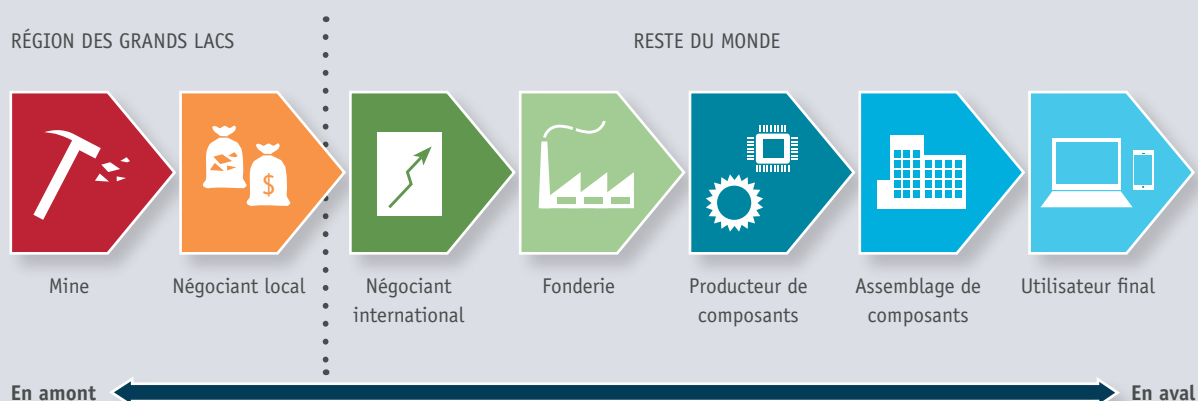 RÉGION DES GRANDS LACS
RESTE DU MONDE
$
Mine
Négociant local
Négociant
international
Fonderie
Producteur de
composants
Assemblage de
composants
Utilisateur final
En amont
En aval